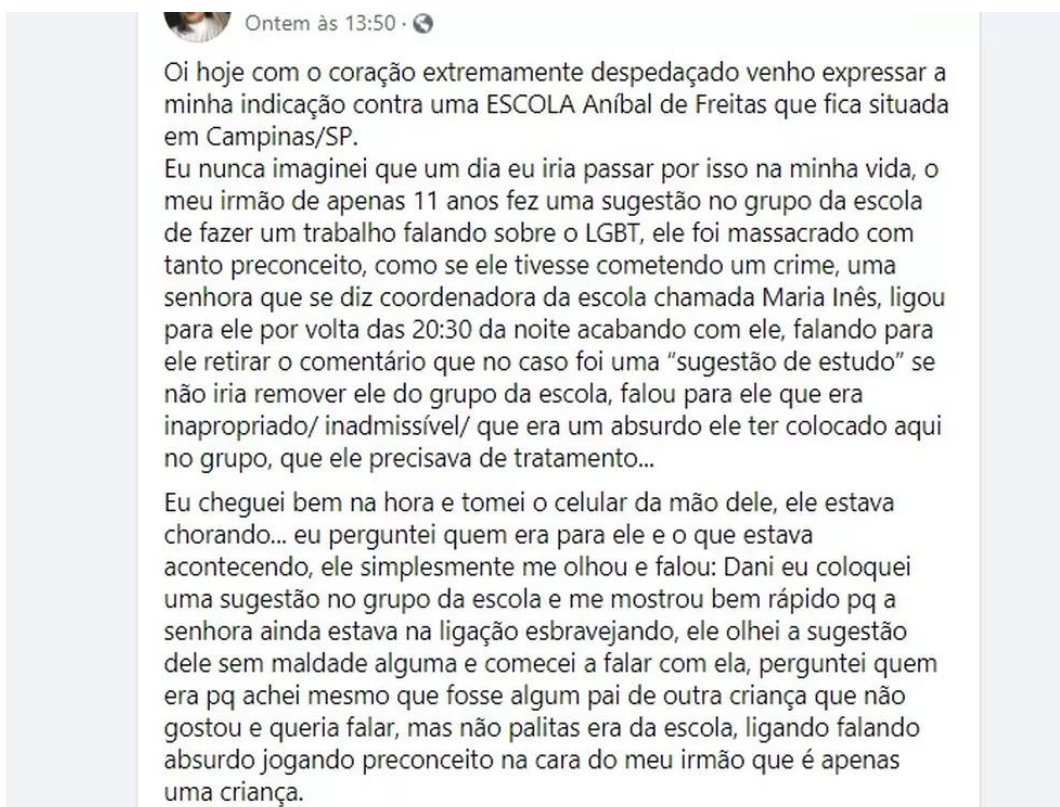 Ontem às 13:50 ·
Oi hoje com o coração extremamente despedaçado venho expressar a
minha indicação contra uma ESCOLA Aníbal de Freitas que fica situada
em Campinas/SP.
Eu nunca imaginei que um dia eu iria passar por isso na minha vida, o
meu irmão de apenas 11 anos fez uma sugestão no grupo da escola
de fazer um trabalho falando sobre o LGBT, ele foi massacrado com
tanto preconceito, como se ele tivesse cometendo um crime, uma
senhora que se diz coordenadora da escola chamada Maria Inês, ligou
para ele por volta das 20:30 da noite acabando com ele, falando para
ele retirar o comentário que no caso foi uma “sugestão de estudo” se
não iria remover ele do grupo da escola, falou para ele que era
inapropriado/ inadmissível/ que era um absurdo ele ter colocado aqui
no grupo, que ele precisava de tratamento...
Eu cheguei bem na hora e tomei o celular da mão dele, ele estava
chorando... eu perguntei quem era para ele e o que estava
acontecendo, ele simplesmente me olhou e falou: Dani eu coloquei
uma sugestão no grupo da escola e me mostrou bem rápido pq a
senhora ainda estava na ligação esbravejando, ele olhei a sugestão
dele sem maldade alguma e comecei a falar com ela, perguntei quem
era pq achei mesmo que fosse algum pai de outra criança que não
gostou e queria falar, mas não palitas era da escola, ligando falando
absurdo jogando preconceito na cara do meu irmão que é apenas
uma criança.